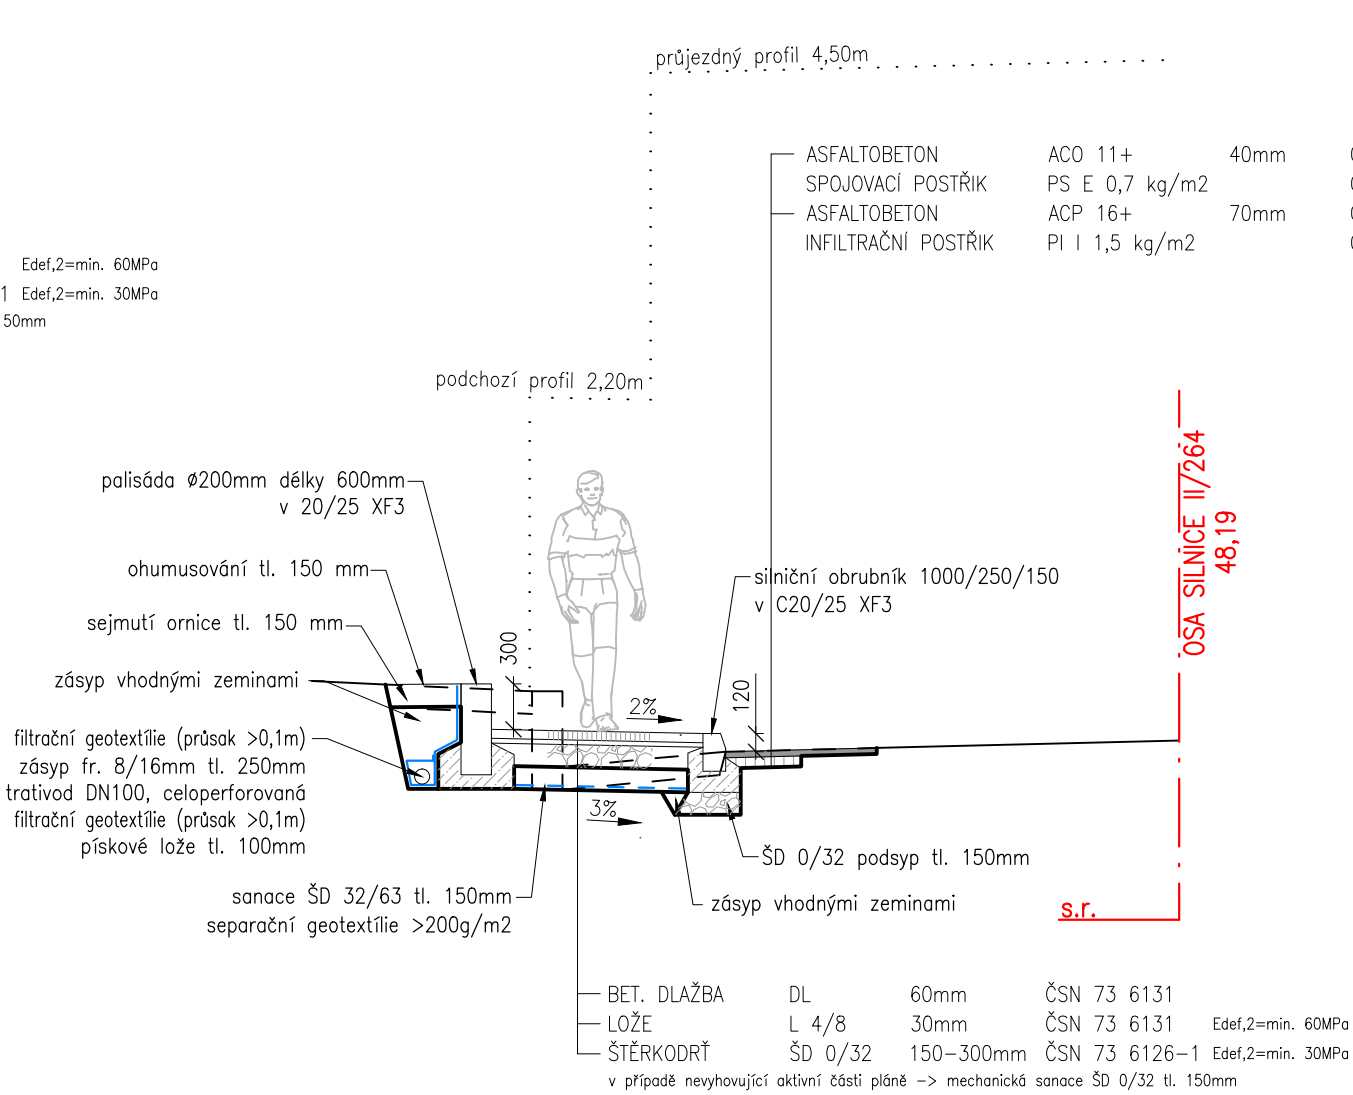 průjezdný profil 4,50m
ASFALTOBETON ACO 11+ 40mm
SPOJOVACÍ POSTŘIK PS E 0,7 kg/m2
ASFALTOBETON ACP 16+ 70mm
INFILTRAČNÍ POSTŘIK PI I 1,5 kg/m2
Edef,2=min. 60MPa
1 Edef,2=min. 30MPa
50mm
podchozí profil 2,20m
palisáda ø200mm délky 600mm
v 20/25 XF3
ohumusování tl. 150 mm
sejmutí ornice tl. 150 mm
zásyp vhodnými zeminami
filtrační geotextílie (průsak >0,1m)
zásyp fr. 8/16mm tl. 250mm
trativod DN100, celoperforovaná
filtrační geotextílie (průsak >0,1m)
pískové lože tl. 100mm
300
2%
120
3%
silniční obrubník 1000/250/150
v C20/25 XF3
OSA SILNICE II/264
48,19
ŠD 0/32 podsyp tl. 150mm
sanace ŠD 32/63 tl. 150mm
separační geotextílie >200g/m2
zásyp vhodnými zeminami
s.r.
BET. DLAŽBA DL 60mm ČSN 73 6131
LOŽE L 4/8 30mm ČSN 73 6131 Edef,2=min. 60MPa
ŠTĚRKODRŤ ŠD 0/32 150-300mm ČSN 73 6126-1 Edef,2=min. 30MPa
v případě nevyhovující aktivní části pláně -> mechanická sanace ŠD 0/32 tl. 150mm